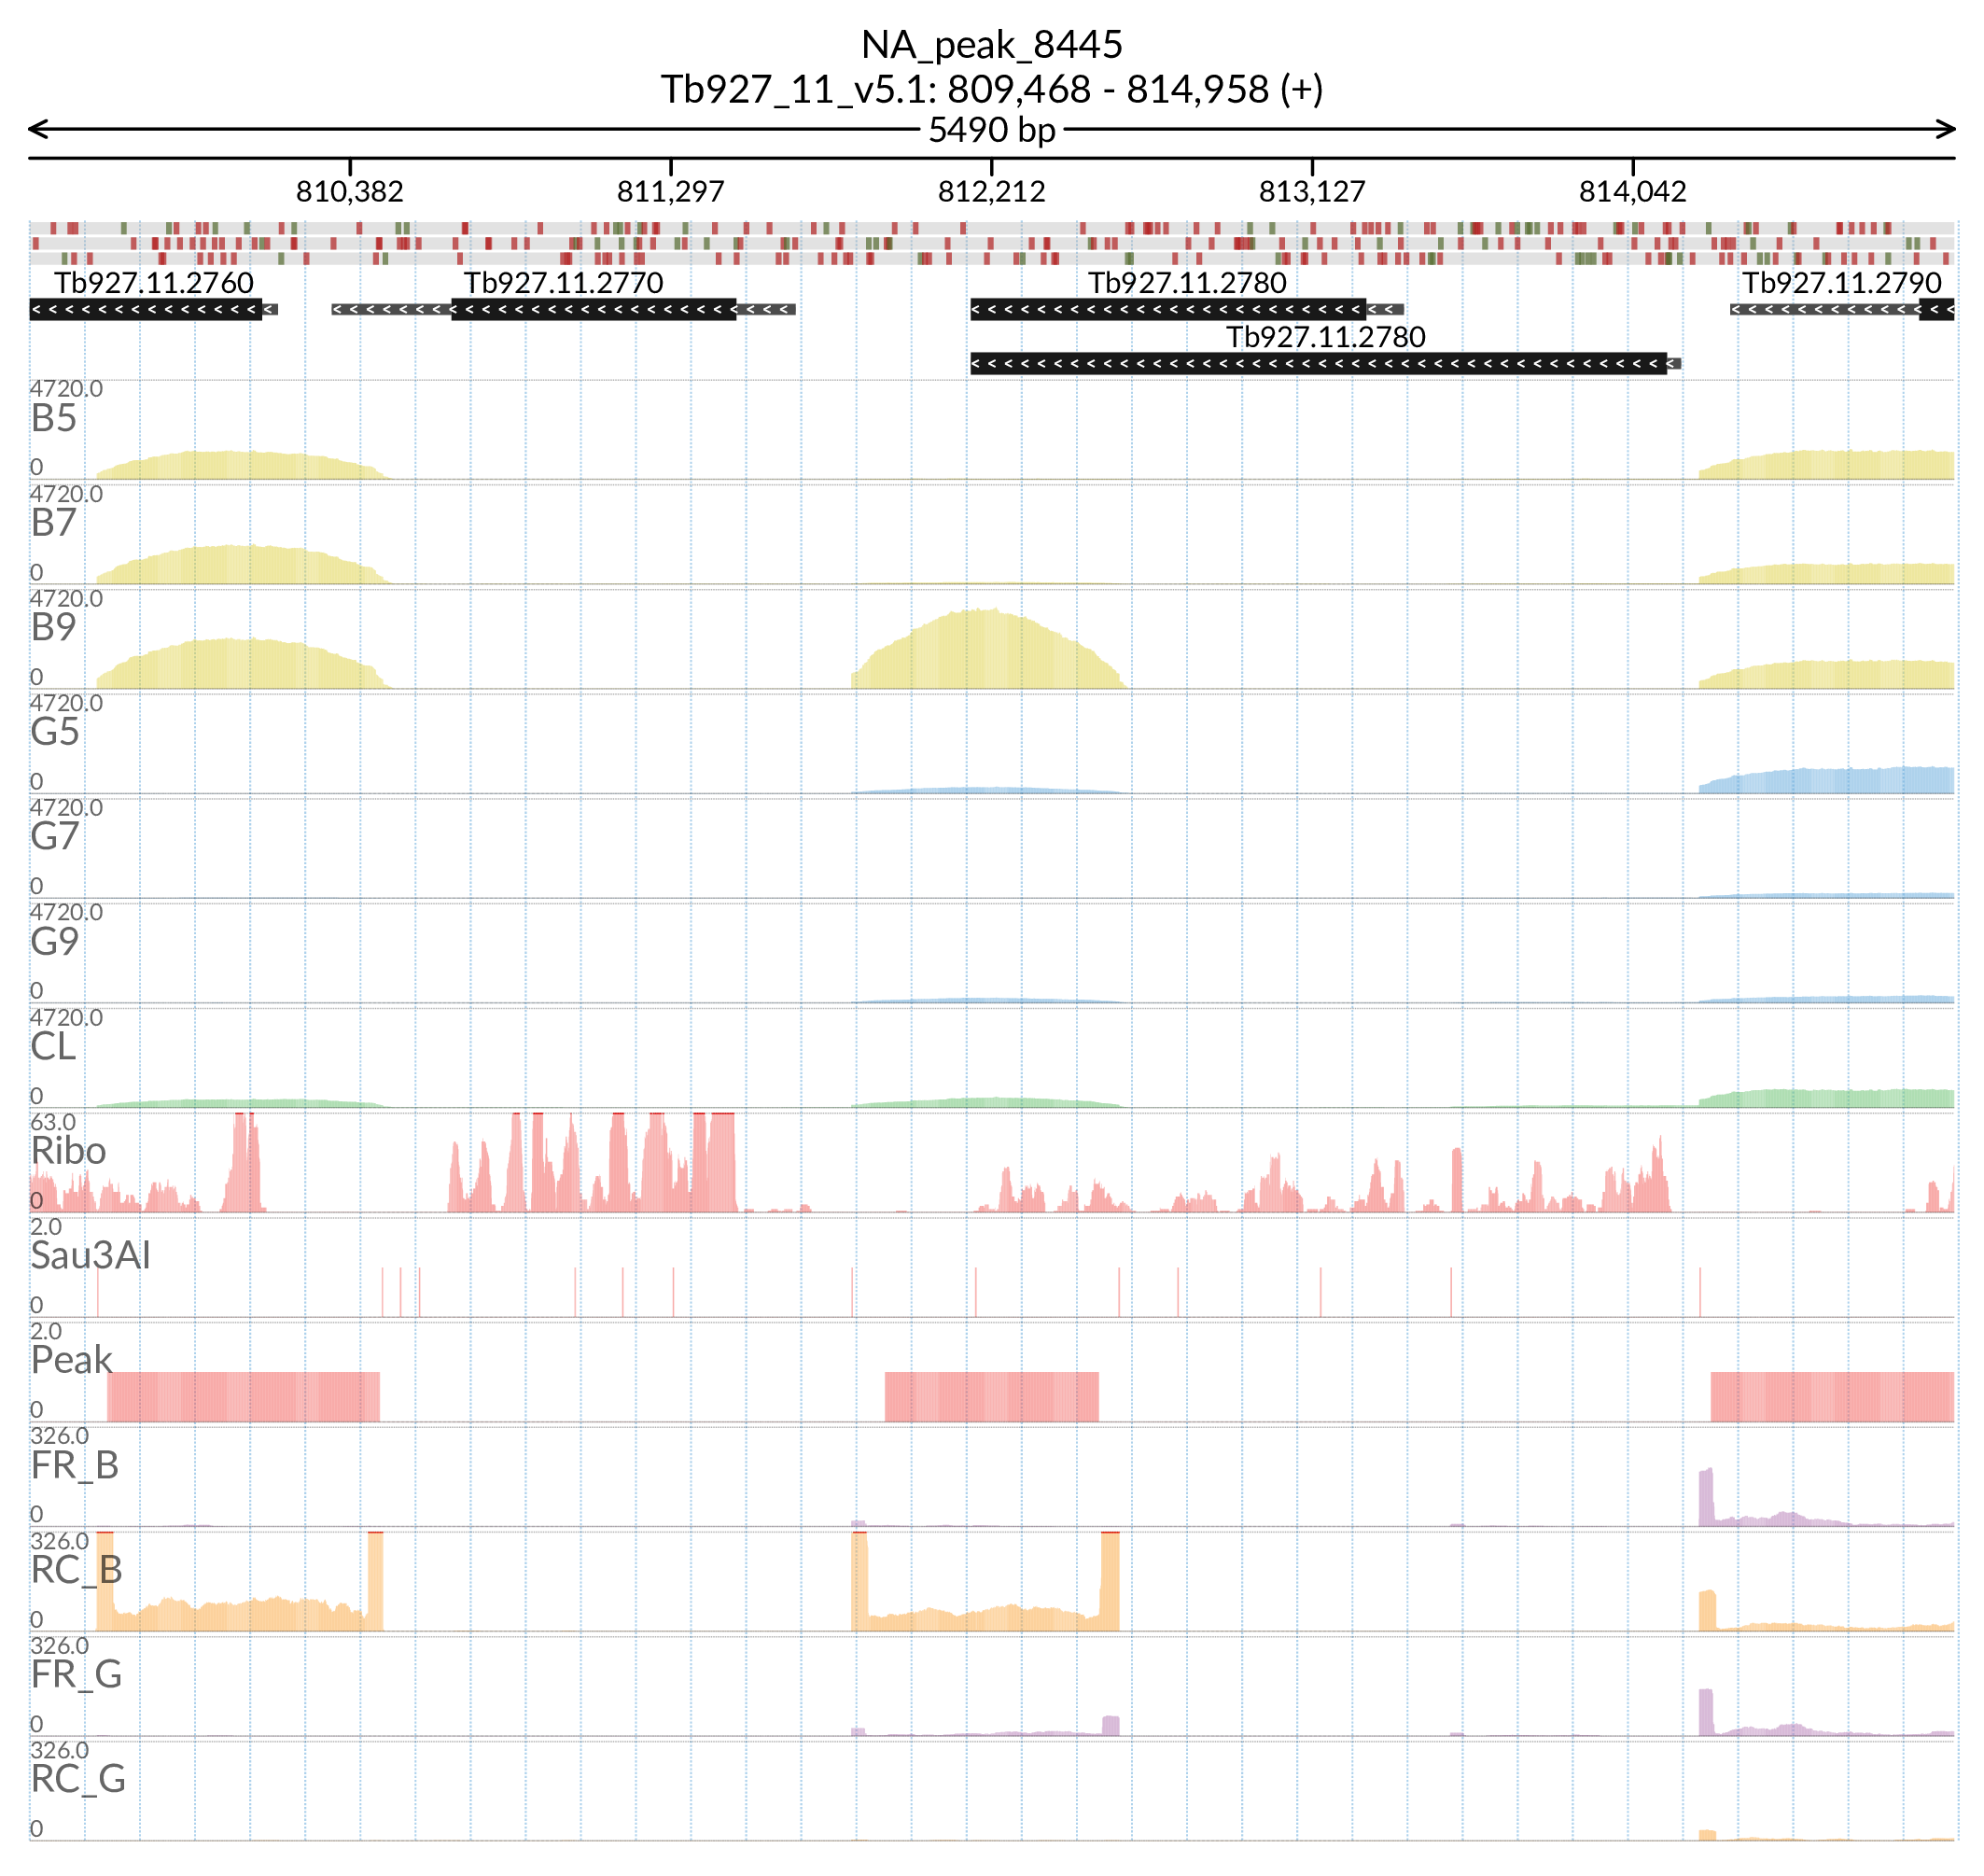 NA_peak_8445
Tb927_11_v5.1: 809,468 - 814,958 (+)
5490 bp
810,382 811,297 812,212 813,127 814,042
Tb927.11.2760 Tb927.11.2770 Tb927.11.2780 Tb927.11.2790
Tb927.11.2780
4720.0
B5
0
4720.0
B7
0
4720.0
B9
0
4720.0
G5
0
4720.0
G7
0
4720.0
G9
0
4720.0
CL
0
63.0
Ribo
0
2.0
Sau3AI
0
2.0
Peak
0
326.0
FR_B
0
326.0
RC_B
0
326.0
FR_G
0
326.0
RC_G
0